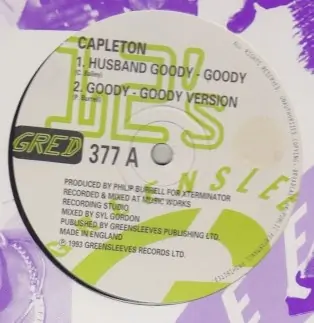 CAPLETON
1. HUSBAND GOODY - GOODY
(C. Bailey)
2. GOODY - GOODY VERSION
(P. Burrell)
GRED 377 A
PRODUCED BY PHILIP BURRELL FOR XTERMINATOR
RECORDED & MIXED AT MUSIC WORKS
RECORDING STUDIO
MIXED BY SYL GORDON
PUBLISHED BY GREENSLEEVES PUBLISHING LTD.
MADE IN ENGLAND
℗ 1993 GREENSLEEVES RECORDS LTD.